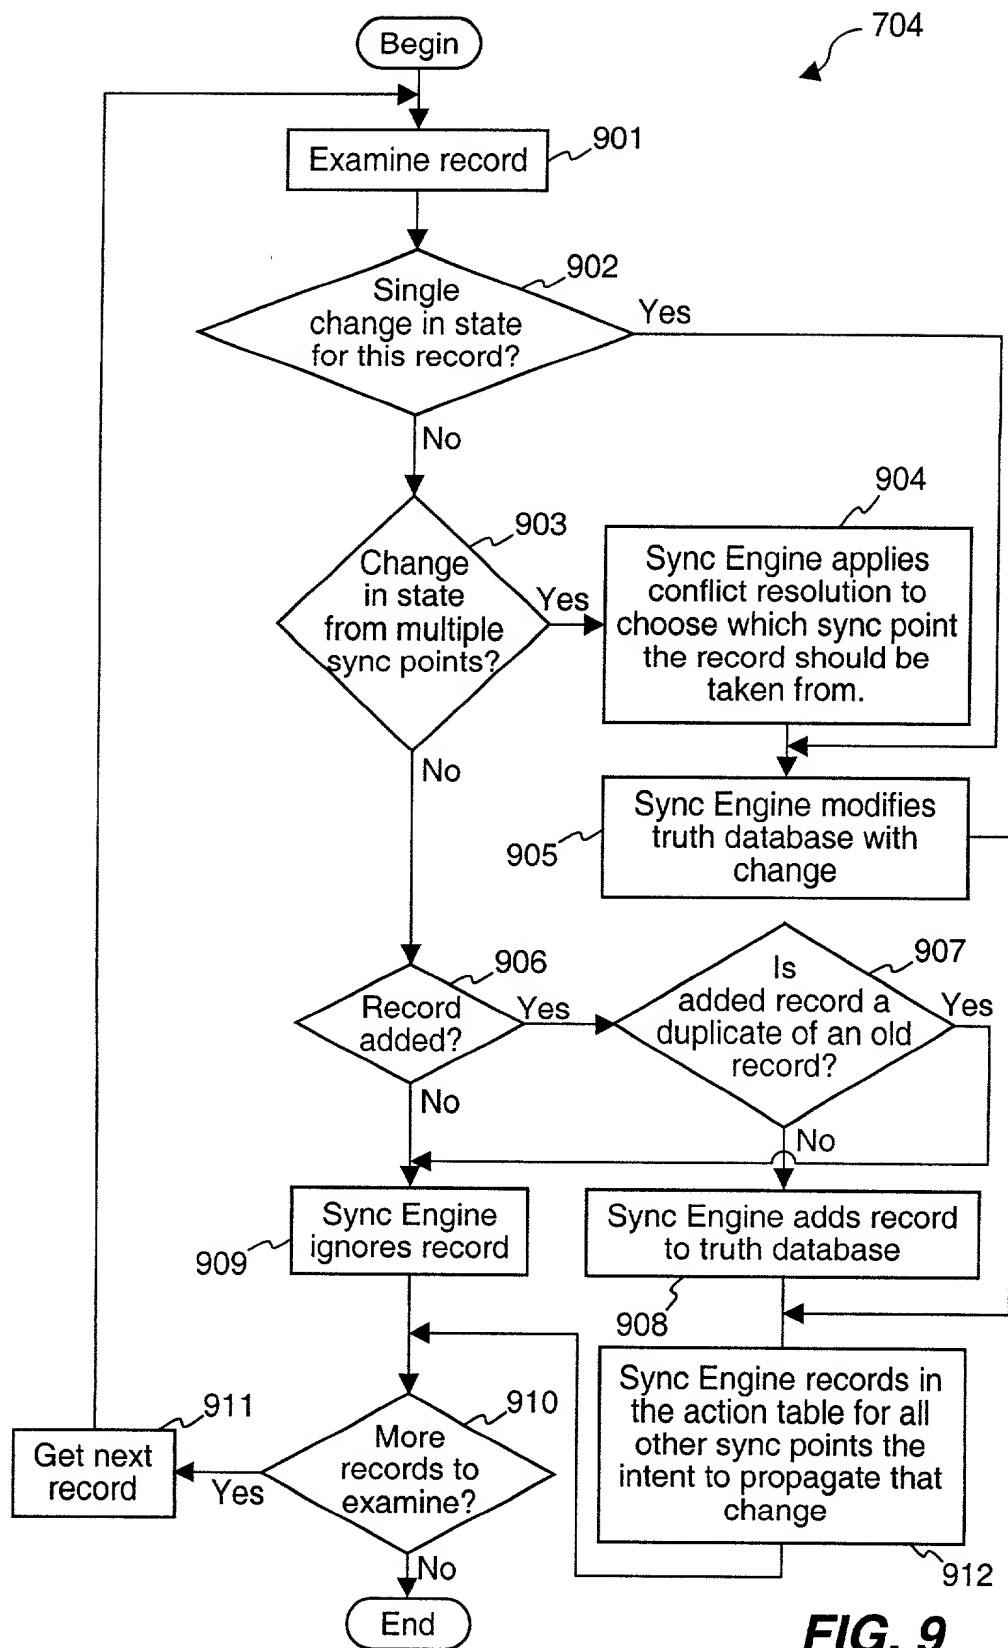 704
Begin
Examine record
901
902
Single
change in state
for this record?
Yes
No
903
Change
in state
from multiple
sync points?
Yes
904
Sync Engine applies
conflict resolution to
choose which sync point
the record should be
taken from.
No
Sync Engine modifies
truth database with
change
905
906
Record
added?
Yes
907
Is
added record a
duplicate of an old
record?
Yes
No
No
Sync Engine
ignores record
909
Sync Engine adds record
to truth database
908
911
Get next
record
Yes
910
More
records to
examine?
Sync Engine records in
the action table for all
other sync points the
intent to propagate that
change
912
No
End
FIG. 9